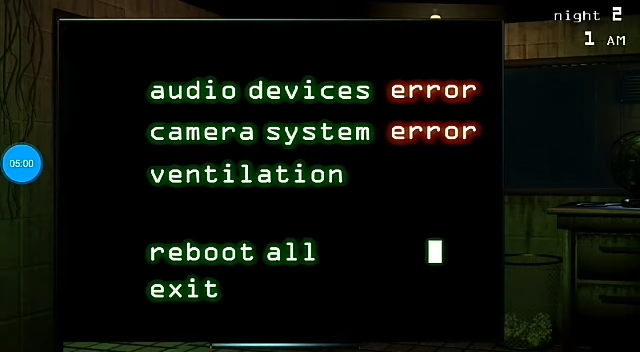 night 2
1 AM
audio devices error
camera system error
05:00
ventilation
reboot all
exit